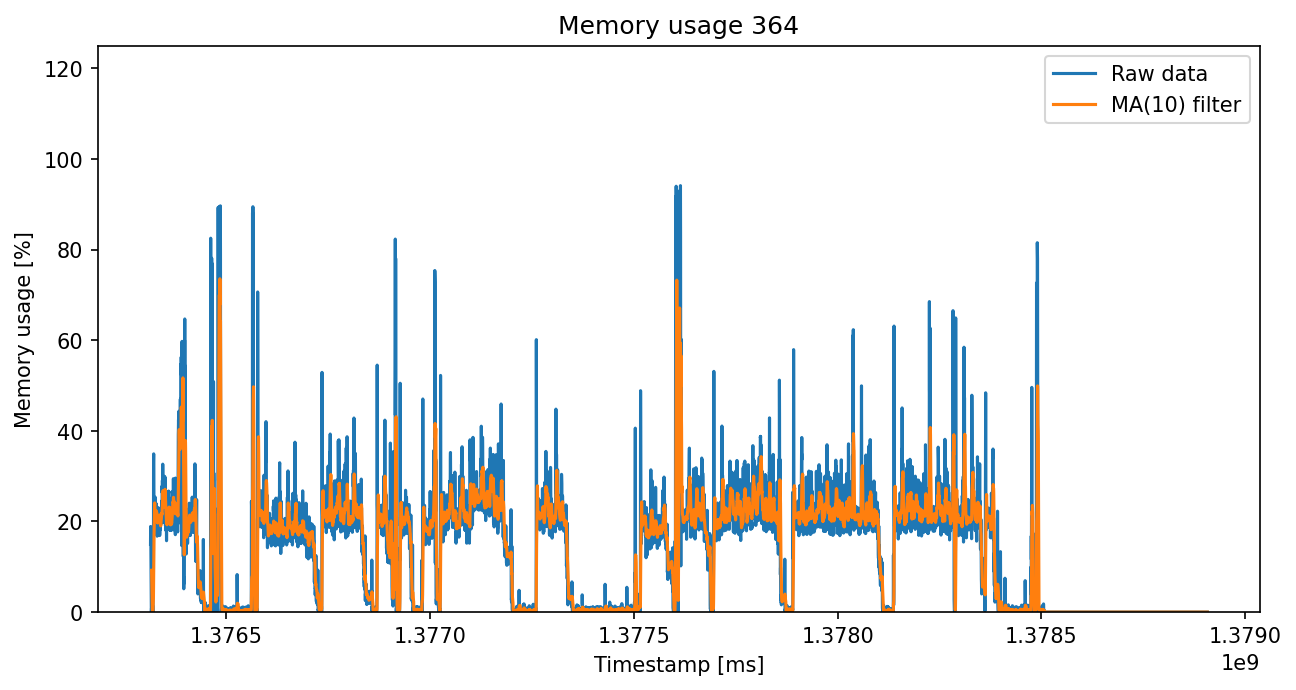 Memory usage 364
Raw data
MA(10) filter
Memory usage [%]
120
100
80
60
40
20
0
1.3765 1.3770 1.3775 1.3780 1.3785 1.3790
1e9
Timestamp [ms]